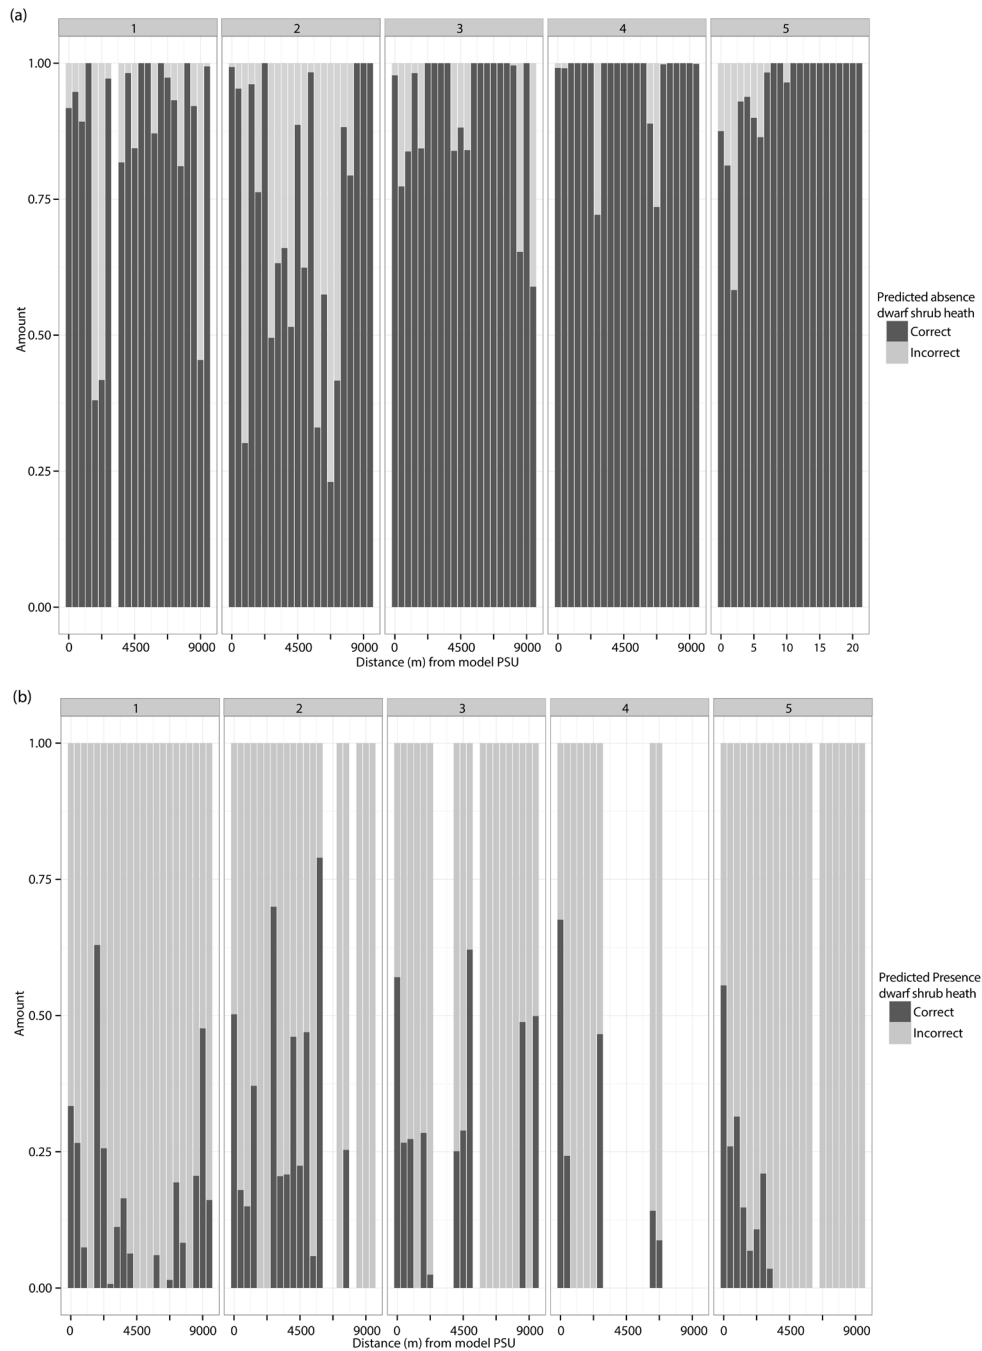 (a)
1 2 3 4 5
1.00
0.75
0.50
0.25
0.00
Amount
0 4500 9000 0 4500 9000 0 4500 9000 0 4500 9000 0 5 10 15 20
Distance (m) from model PSU
Predicted absence
dwarf shrub heath
Correct
Incorrect
(b)
1 2 3 4 5
1.00
0.75
0.50
0.25
0.00
Amount
0 4500 9000 0 4500 9000 0 4500 9000 0 4500 9000 0 4500 9000
Distance (m) from model PSU
Predicted Presence
dwarf shrub heath
Correct
Incorrect